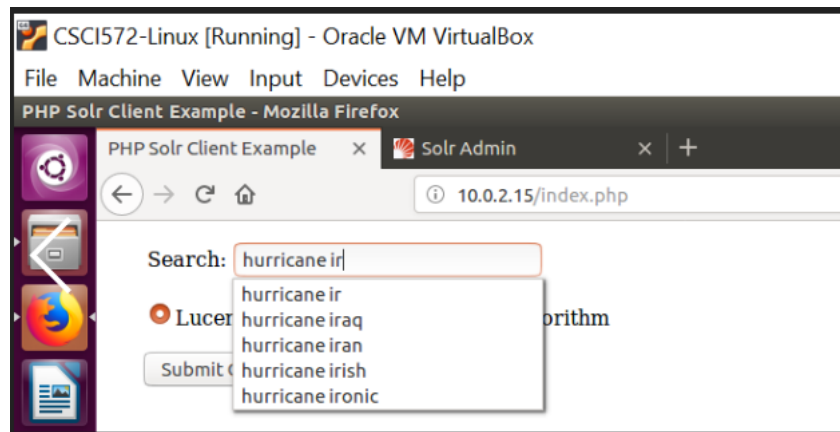 CSCI572-Linux [Running] - Oracle VM VirtualBox
File Machine View Input Devices Help
PHP Solr Client Example - Mozilla Firefox
PHP Solr Client Example × Solr Admin × +
10.0.2.15/index.php
Search: hurricane ir
hurricane ir
hurricane iraq
hurricane iran
hurricane irish
hurricane ironic
Lucen orithm
Submit